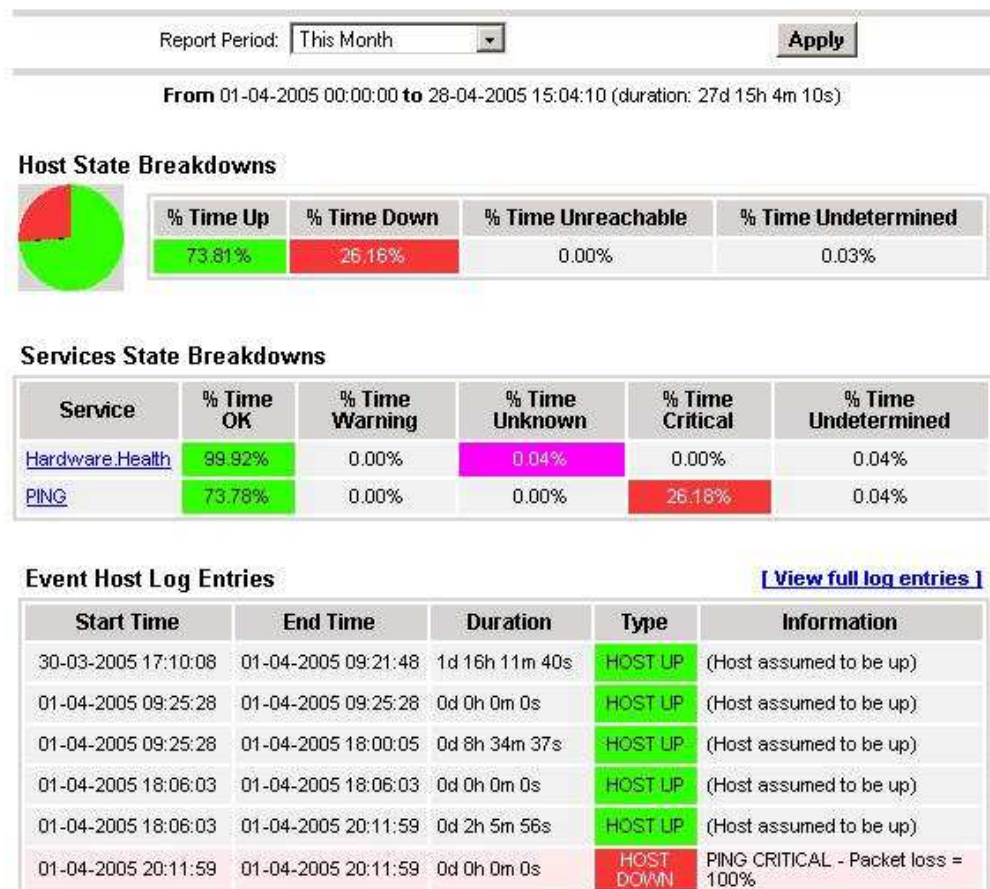 Report Period: This Month Apply
From 01-04-2005 00:00:00 to 28-04-2005 15:04:10 (duration: 27d 15h 4m 10s)
Host State Breakdowns
% Time Up % Time Down % Time Unreachable % Time Undetermined
73.81% 26.16% 0.00% 0.03%
Services State Breakdowns
Service % Time OK % Time Warning % Time Unknown % Time Critical % Time Undetermined
Hardware.Health 99.92% 0.00% 0.04% 0.00% 0.04%
PING 73.78% 0.00% 0.00% 26.18% 0.04%
Event Host Log Entries [ View full log entries ]
Start Time End Time Duration Type Information
30-03-2005 17:10:08 01-04-2005 09:21:48 1d 16h 11m 40s HOST UP (Host assumed to be up)
01-04-2005 09:25:28 01-04-2005 09:25:28 0d 0h 0m 0s HOST UP (Host assumed to be up)
01-04-2005 09:25:28 01-04-2005 18:00:05 0d 8h 34m 37s HOST UP (Host assumed to be up)
01-04-2005 18:06:03 01-04-2005 18:06:03 0d 0h 0m 0s HOST UP (Host assumed to be up)
01-04-2005 18:06:03 01-04-2005 20:11:59 0d 2h 5m 56s HOST UP (Host assumed to be up)
01-04-2005 20:11:59 01-04-2005 20:11:59 0d 0h 0m 0s HOST DOWN PING CRITICAL - Packet loss = 100%